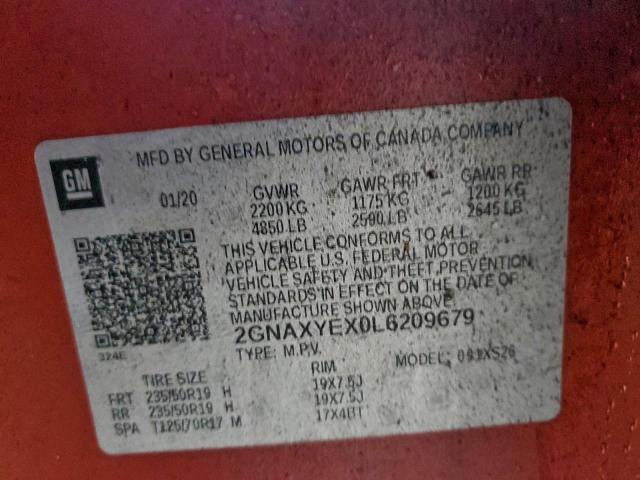 GM
MFD BY GENERAL MOTORS OF CANADA COMPANY
01/20
GVWR GAWR FRT GAWR RR
2200 KG 1175 KG 1200 KG
4850 LB 2590 LB 2645 LB
THIS VEHICLE CONFORMS TO ALL
APPLICABLE U.S. FEDERAL MOTOR
VEHICLE SAFETY AND THEFT PREVENTION
STANDARDS IN EFFECT ON THE DATE OF
MANUFACTURE SHOWN ABOVE.
2GNAXYEX0L6209679
324E
TYPE: M.P.V. MODEL:
TIRE SIZE RIM
FRT 235/50R19 H 19X7.5J
RR 235/50R19 H 19X7.5J
SPA T125/70R17 M 17X4BT